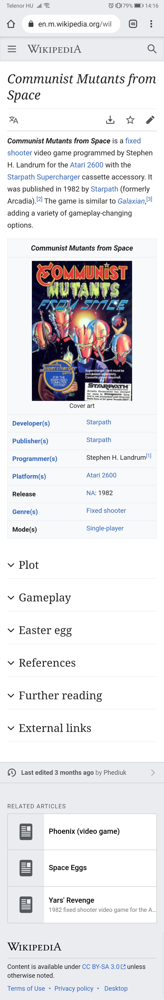 Telenor HU 79% 14:16
en.m.wikipedia.org/wil 46
WIKIPEDIA
Communist Mutants from
Space
Communist Mutants from Space is a fixed
shooter video game programmed by Stephen
H. Landrum for the Atari 2600 with the
Starpath Supercharger cassette accessory. It
was published in 1982 by Starpath (formerly
Arcadia).[2] The game is similar to Galaxian,[3]
adding a variety of gameplay-changing
options.
Communist Mutants from Space
COMMUNIST
MUTANTS
FROM SPACE
Supercharger
game
FOR THE
ATARI VIDEO
COMPUTER
SYSTEM
Supercharger unit must be
purchased separately.
Cassette player required.
STARPATH
CORPORATION
Arcadia Corporation has changed
its name to STARPATH Corp.
and is not associated with Emerson
Radio Corp. or its game "Arcadia 2001".
Cover art
Developer(s) Starpath
Publisher(s) Starpath
Programmer(s) Stephen H. Landrum[1]
Platform(s) Atari 2600
Release NA: 1982
Genre(s) Fixed shooter
Mode(s) Single-player
Plot
Gameplay
Easter egg
References
Further reading
External links
Last edited 3 months ago by Phediuk
RELATED ARTICLES
Phoenix (video game)
Space Eggs
Yars' Revenge
1982 fixed shooter video game for the A...
WIKIPEDIA
Content is available under CC BY-SA 3.0 unless
otherwise noted.
Terms of Use • Privacy policy • Desktop